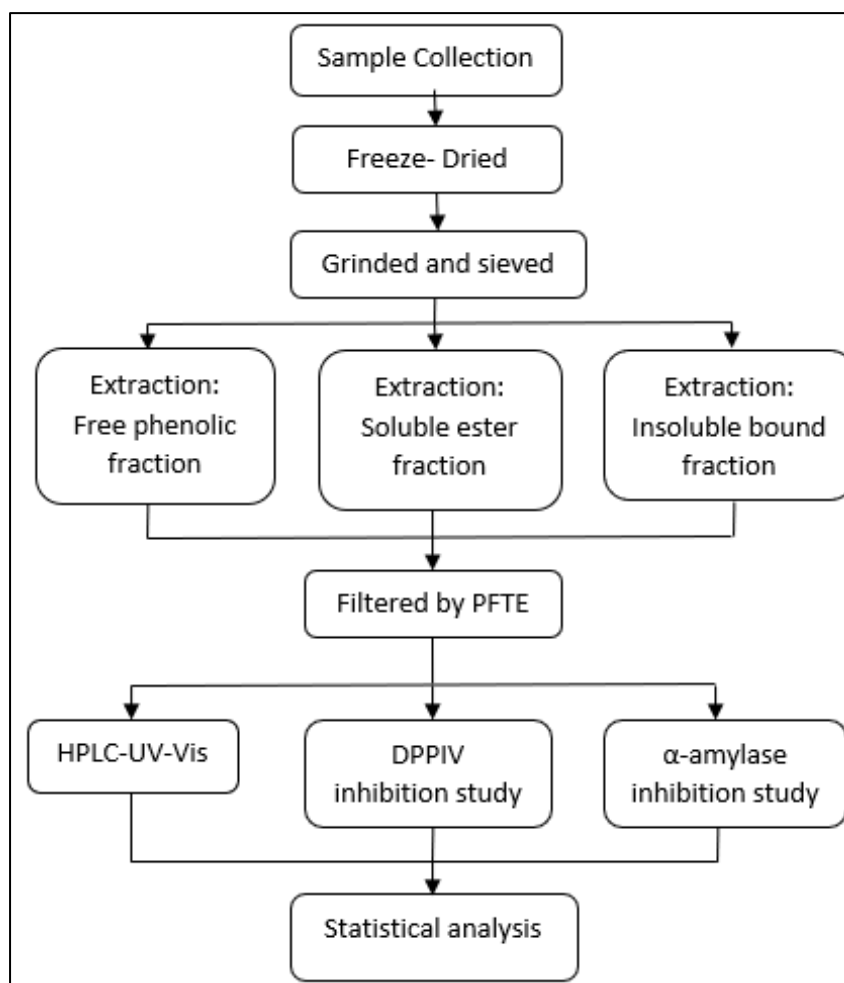 Sample Collection
Freeze- Dried
Grinded and sieved
Extraction:
Free phenolic
fraction
Extraction:
Soluble ester
fraction
Extraction:
Insoluble bound
fraction
Filtered by PFTE
HPLC-UV-Vis
DPPIV
inhibition study
α-amylase
inhibition study
Statistical analysis